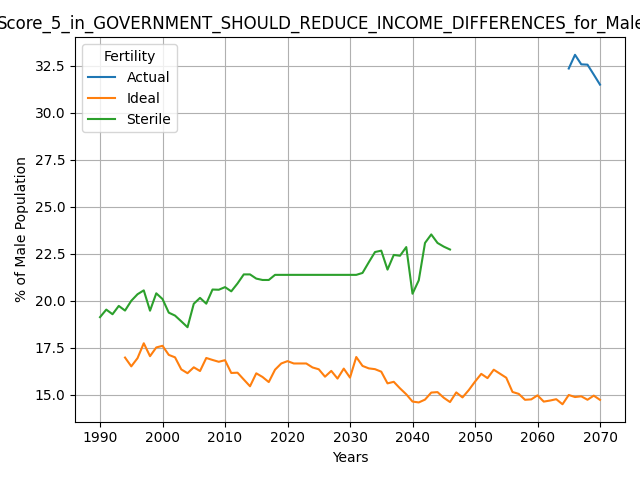 Score_5_in_GOVERNMENT_SHOULD_REDUCE_INCOME_DIFFERENCES_for_Male
Fertility
Actual
Ideal
Sterile
% of Male Population
32.5
30.0
27.5
25.0
22.5
20.0
17.5
15.0
1990 2000 2010 2020 2030 2040 2050 2060 2070
Years